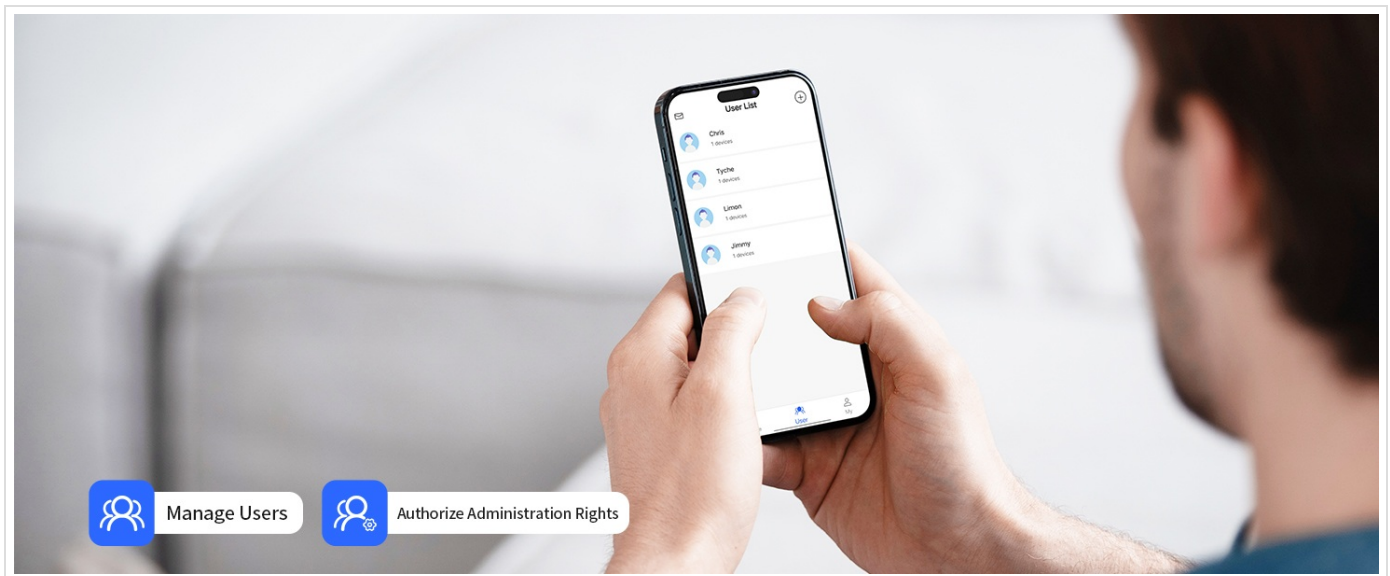 User List
Chris
1 devices
Tyche
1 devices
Limon
1 devices
Jimmy
1 devices
User
My
Manage Users
Authorize Administration Rights